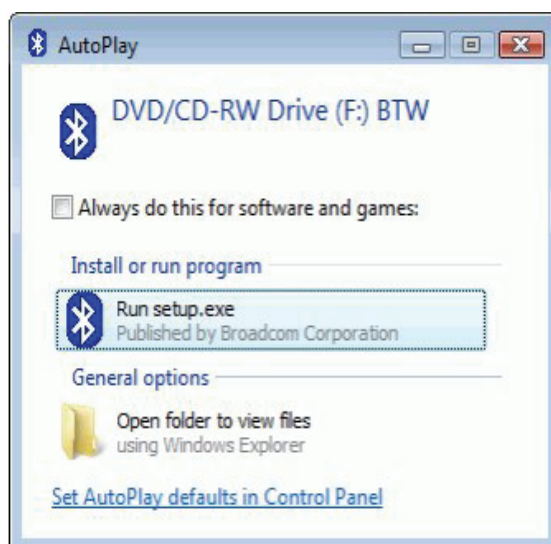 AutoPlay
DVD/CD-RW Drive (F:) BTW
Always do this for software and games:
Install or run program
Run setup.exe
Published by Broadcom Corporation
General options
Open folder to view files
using Windows Explorer
Set AutoPlay defaults in Control Panel